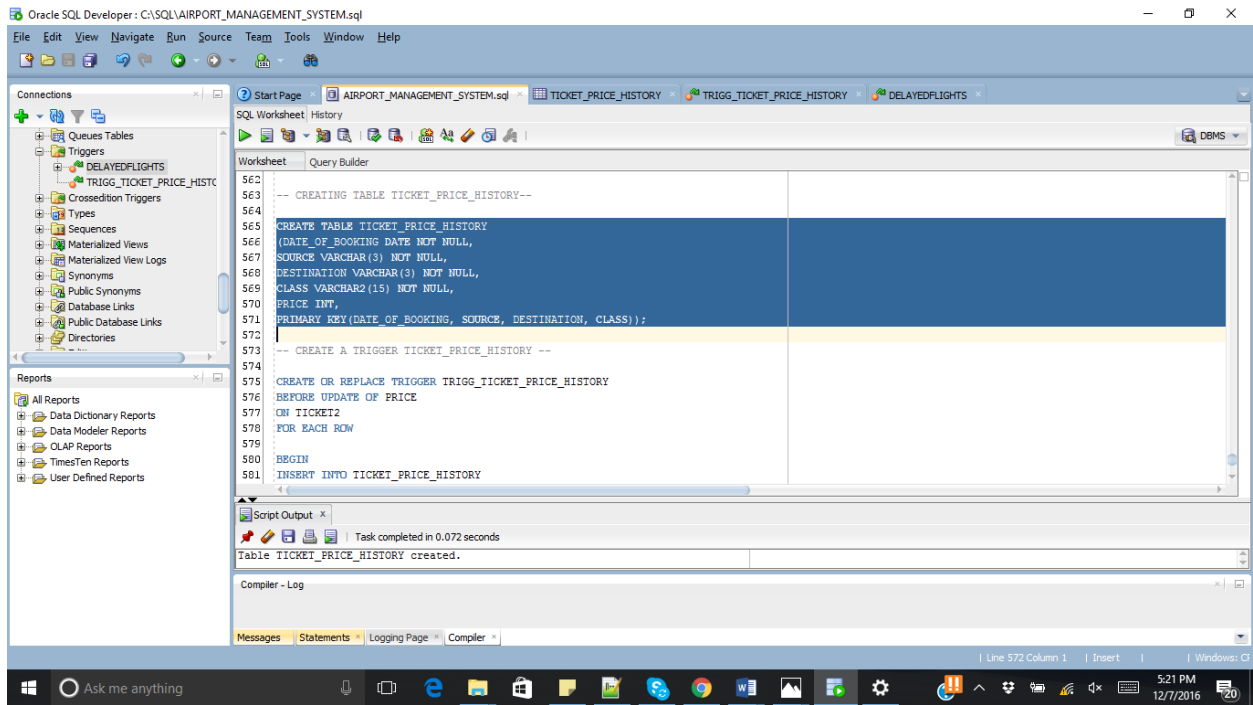 Oracle SQL Developer : C:\SQL\AIRPORT_MANAGEMENT_SYSTEM.sql
File Edit View Navigate Run Source Team Tools Window Help
Connections
Queues Tables
Triggers
DELAYEDFLIGHTS
TRIGG_TICKET_PRICE_HISTO
Crossedition Triggers
Types
Sequences
Materialized Views
Materialized View Logs
Synonyms
Public Synonyms
Database Links
Public Database Links
Directories
Reports
All Reports
Data Dictionary Reports
Data Modeler Reports
OLAP Reports
TimesTen Reports
User Defined Reports
Start Page AIRPORT_MANAGEMENT_SYSTEM.sql TICKET_PRICE_HISTORY TRIGG_TICKET_PRICE_HISTORY DELAYEDFLIGHTS
SQL Worksheet History
DBMS
Worksheet Query Builder
562
563 -- CREATING TABLE TICKET_PRICE_HISTORY--
564
565 CREATE TABLE TICKET_PRICE_HISTORY
566 (DATE_OF_BOOKING DATE NOT NULL,
567 SOURCE VARCHAR(3) NOT NULL,
568 DESTINATION VARCHAR(3) NOT NULL,
569 CLASS VARCHAR2(15) NOT NULL,
570 PRICE INT,
571 PRIMARY KEY(DATE_OF_BOOKING, SOURCE, DESTINATION, CLASS));
572
573 -- CREATE A TRIGGER TICKET_PRICE_HISTORY --
574
575 CREATE OR REPLACE TRIGGER TRIGG_TICKET_PRICE_HISTORY
576 BEFORE UPDATE OF PRICE
577 ON TICKET2
578 FOR EACH ROW
579
580 BEGIN
581 INSERT INTO TICKET_PRICE_HISTORY
Script Output
Task completed in 0.072 seconds
Table TICKET_PRICE_HISTORY created.
Compiler - Log
Messages Statements Logging Page Compiler
Line 572 Column 1 Insert Windows: CF
Ask me anything
5:21 PM
12/7/2016
20